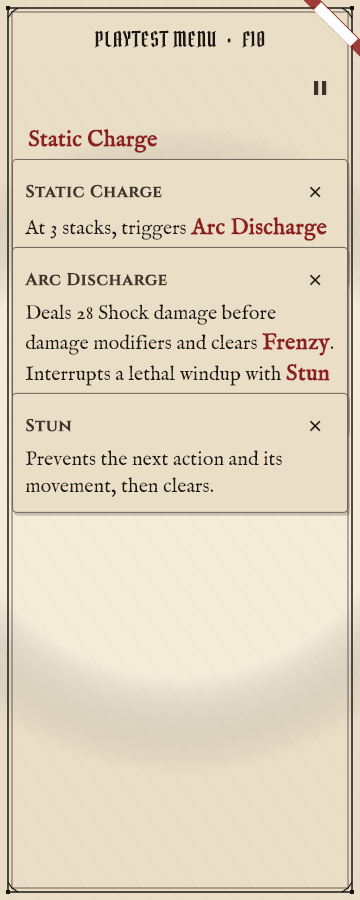 PLAYTEST MENU · F10
Static Charge
STATIC CHARGE ×
At 3 stacks, triggers Arc Discharge
ARC DISCHARGE ×
Deals 28 Shock damage before
damage modifiers and clears Frenzy.
Interrupts a lethal windup with Stun
STUN ×
Prevents the next action and its
movement, then clears.